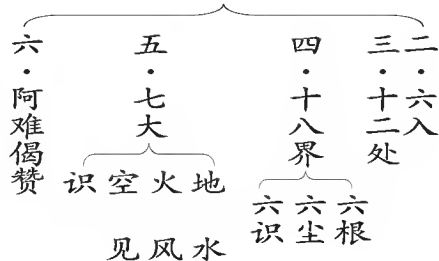 二·六入
三·十二处
四·十八界
六根
六尘
六识
五·七大
地
水
火
风
空
见
识
六·阿难偈赞